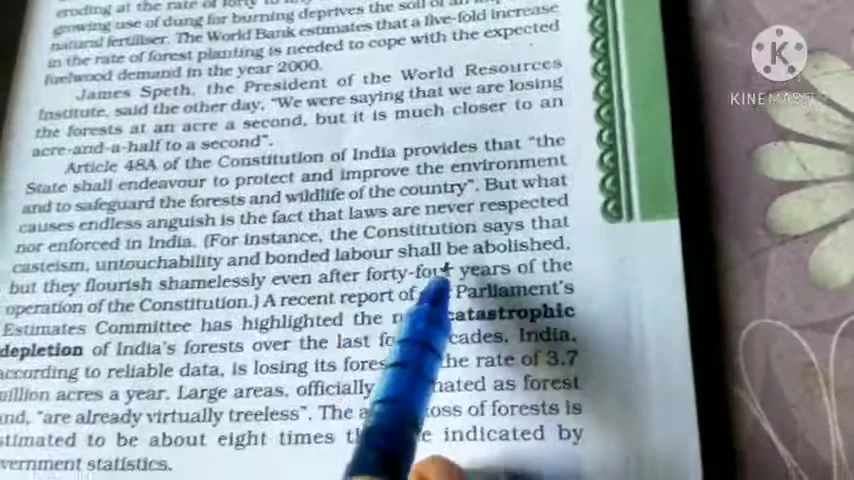 eroding at the rate of forty to
growing use of dung for burning deprives the soil of an
natural fertiliser. The World Bank estimates that a five-fold increase
in the rate of forest planting is needed to cope with the expected
fuelwood demand in the year 2000.
James Speth, the President of the World Resources
Institute, said the other day, "We were saying that we are losing
the forests at an acre a second, but it is much closer to an
acre-and-a-half to a second".
Article 48A of the Constitution of India provides that "the
State shall endeavour to protect and improve the environment
and to safeguard the forests and wildlife of the country". But what
causes endless anguish is the fact that laws are never respected
nor enforced in India. (For instance, the Constitution says that
casteism, untouchability and bonded labour shall be abolished,
but they flourish shamelessly even after forty-four years of the
operation of the Constitution.) A recent report of Parliament's
Estimates Committee has highlighted the catastrophic
depletion of India's forests over the last India,
according to reliable data, is losing its the rate of 3.7
million acres a year. Large areas, officially as forest
"are already virtually treeless". The of forests is
to be about eight times indicated by
statistics.
KINEMASTER